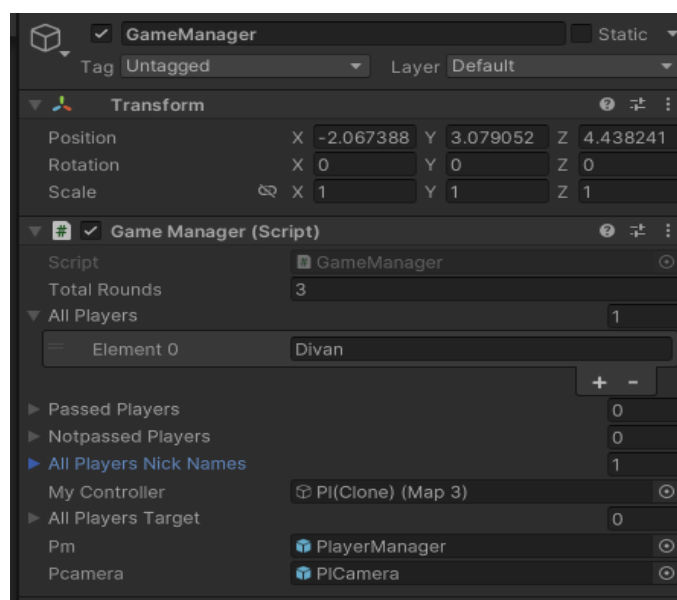 GameManager Static
Tag Untagged Layer Default
Transform
Position X -2.067388 Y 3.079052 Z 4.438241
Rotation X 0 Y 0 Z 0
Scale X 1 Y 1 Z 1
# Game Manager (Script)
Script # GameManager
Total Rounds 3
All Players 1
Element 0 Divan
+ -
Passed Players 0
Notpassed Players 0
All Players Nick Names 1
My Controller Pl(Clone) (Map 3)
All Players Target 0
Pm PlayerManager
Pcamera PlCamera